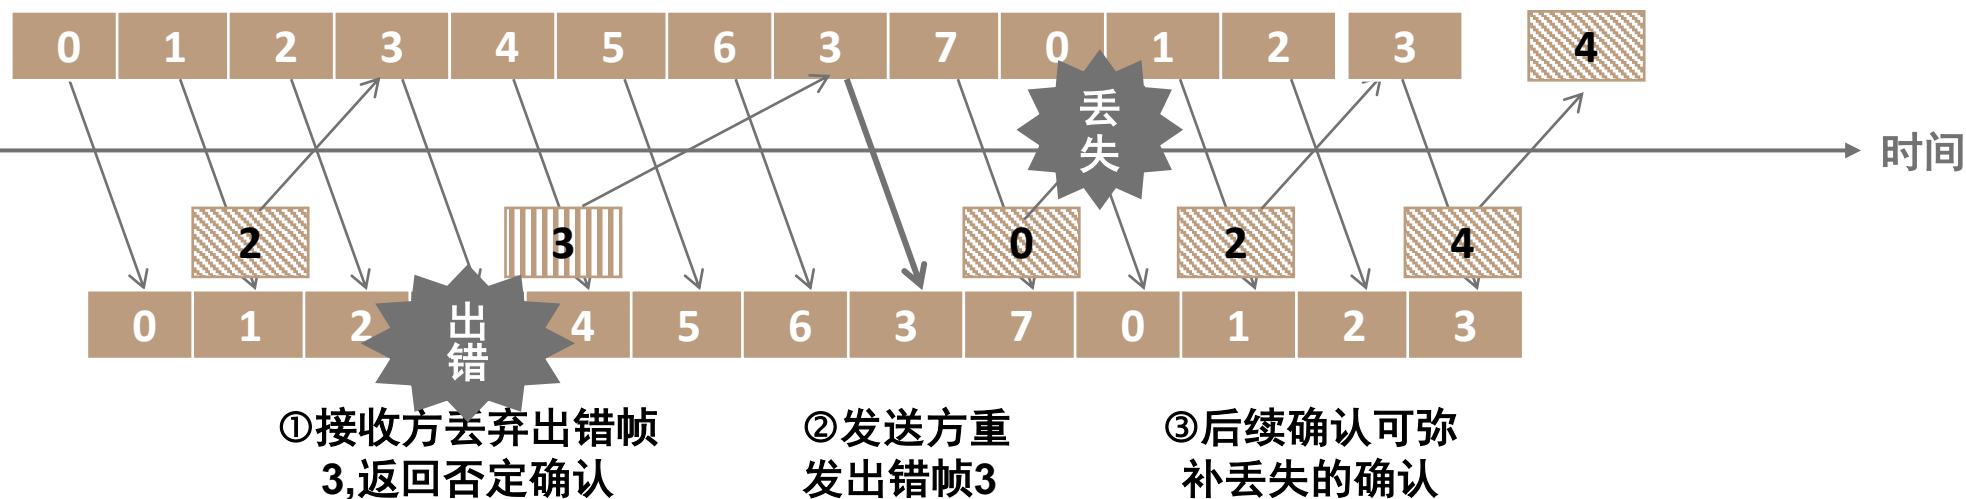 0 1 2 3 4 5 6 3 7 0 1 2 3 4
丢
失
时间
2 3 0 2 4
0 1 2 4 5 6 3 7 0 1 2 3
出
错
①接收方丢弃出错帧
3,返回否定确认
②发送方重
发出错帧3
③后续确认可弥
补丢失的确认